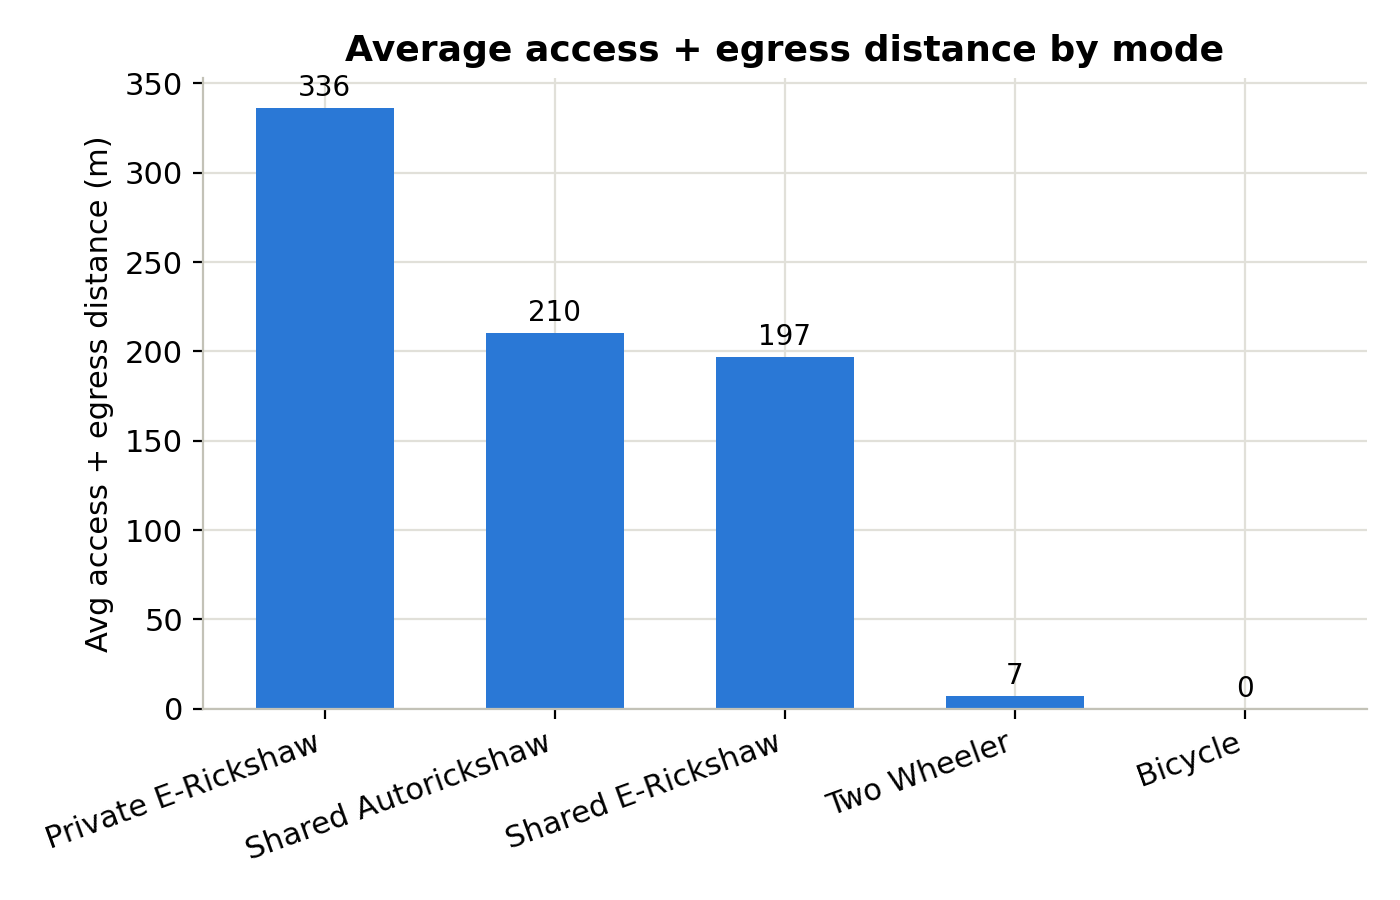 Average access + egress distance by mode
Avg access + egress distance (m)
350
300
250
200
150
100
50
0
336
210
197
7
0
Private E-Rickshaw
Shared Autorickshaw
Shared E-Rickshaw
Two Wheeler
Bicycle